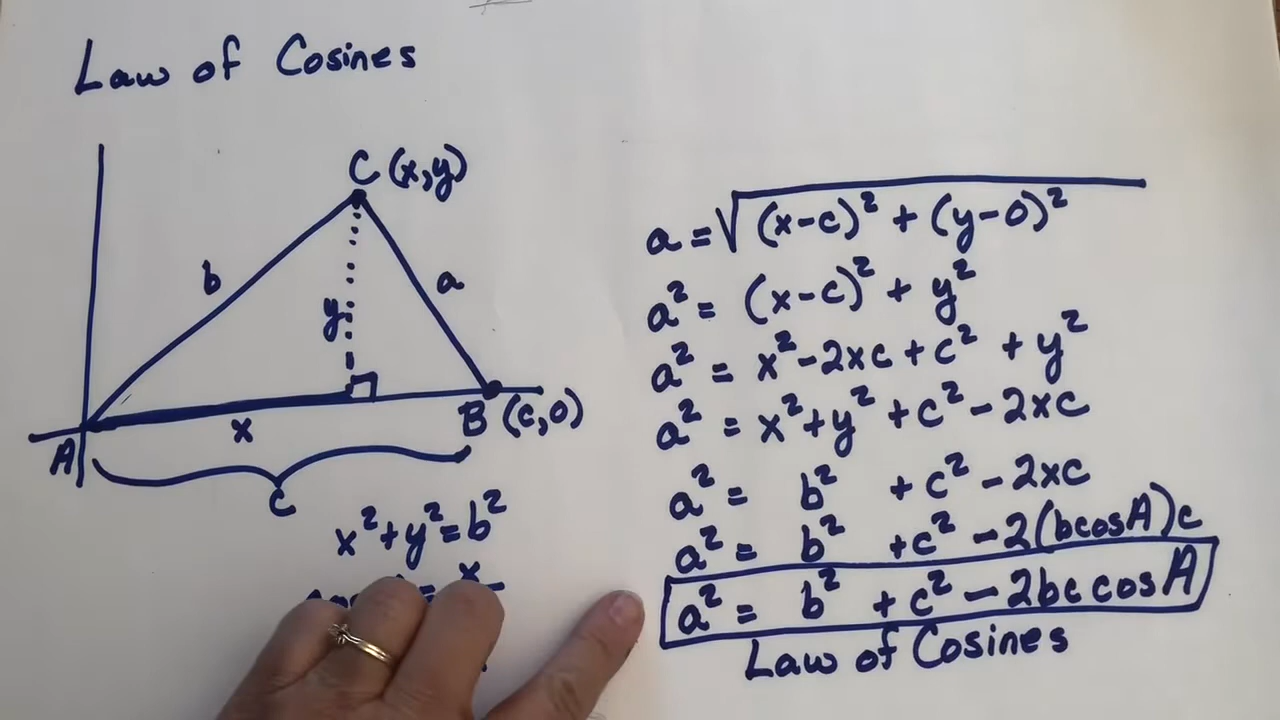 Law of Cosines
C (x,y)
b
a
y
x
A
B (c,0)
c
x² + y² = b²
a = √(x-c)² + (y-0)²
a² = (x-c)² + y²
a² = x² - 2xc + c² + y²
a² = x² + y² + c² - 2xc
a² = b² + c² - 2xc
a² = b² + c² - 2(bcosA)c
a² = b² + c² - 2bc cosA
Law of Cosines